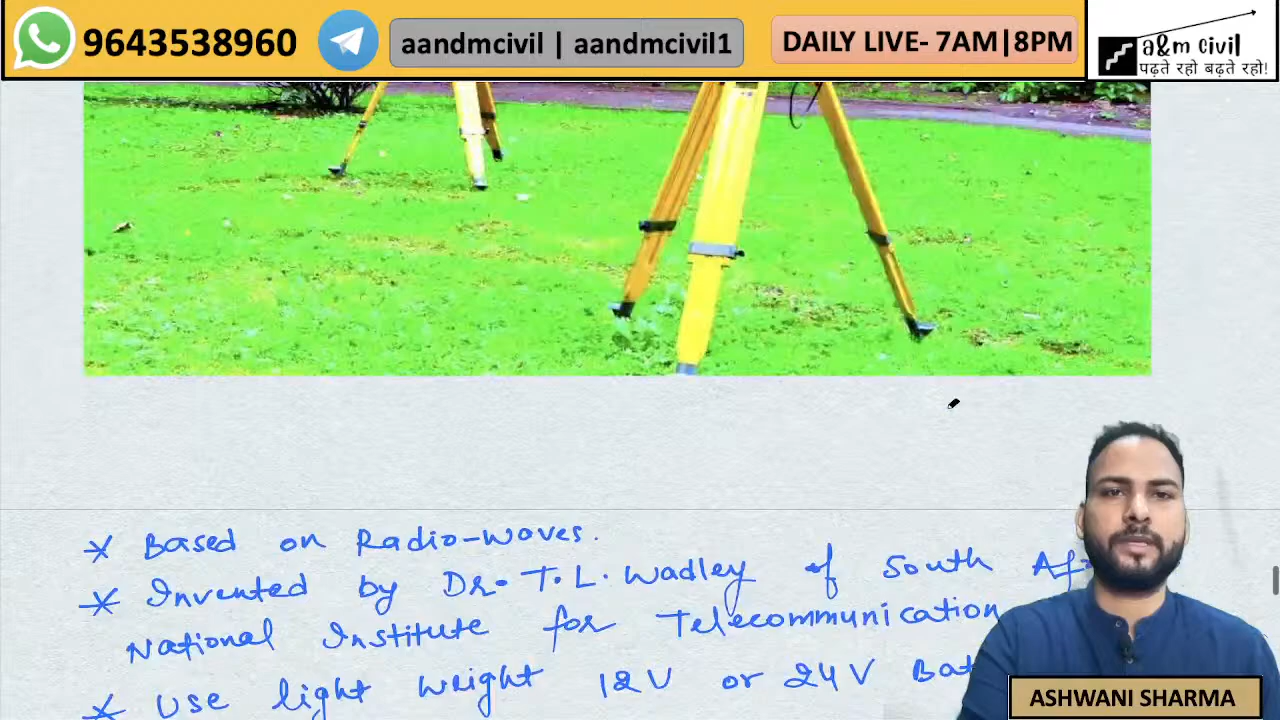 9643538960
aandmcivil | aandmcivil1
DAILY LIVE- 7AM|8PM
a&m civil
पढ़ते रहो बढ़ते रहो!
* Based on Radio-waves.
* Invented by Dr. T. L. Wadley of South
National Institute for Telecommunication
* Use light weight 12V or 24V
ASHWANI SHARMA